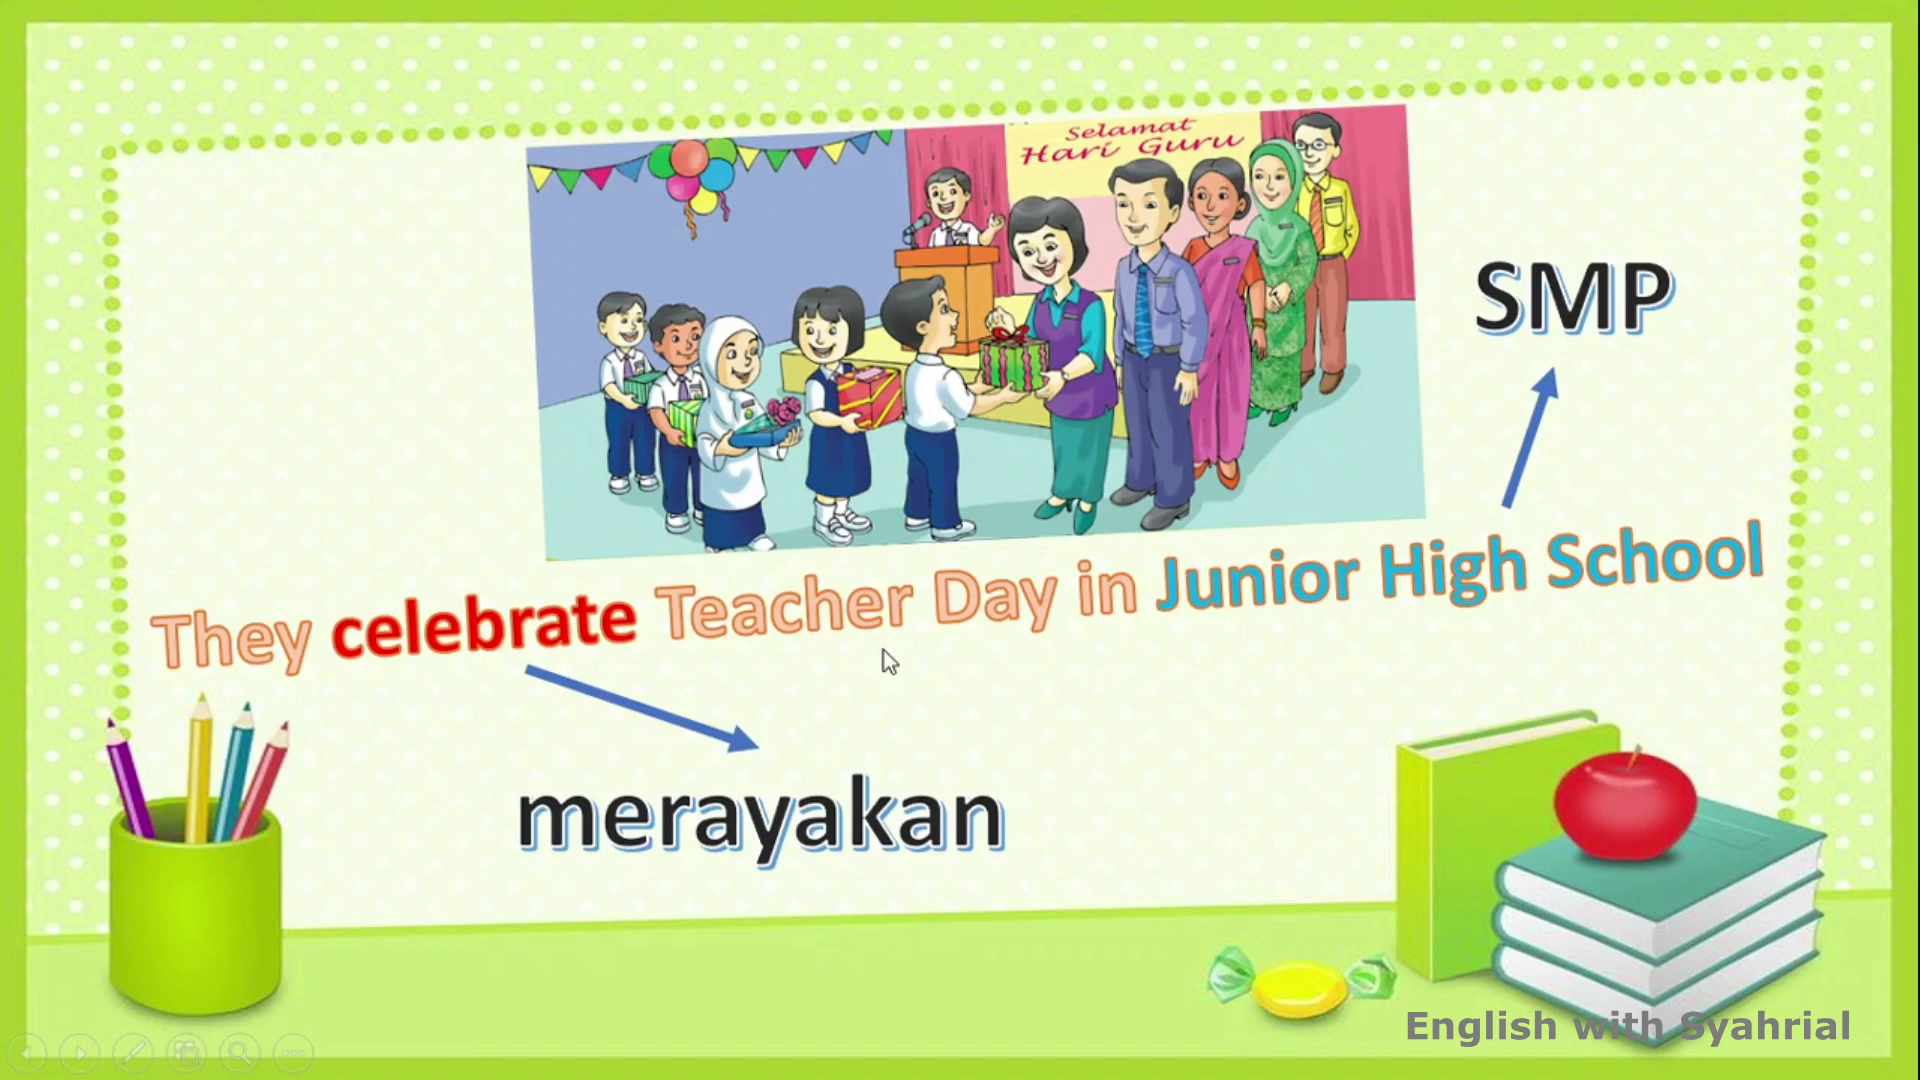 Selamat
Hari Guru
SMP
They celebrate Teacher Day in Junior High School
merayakan
English with Syahrial